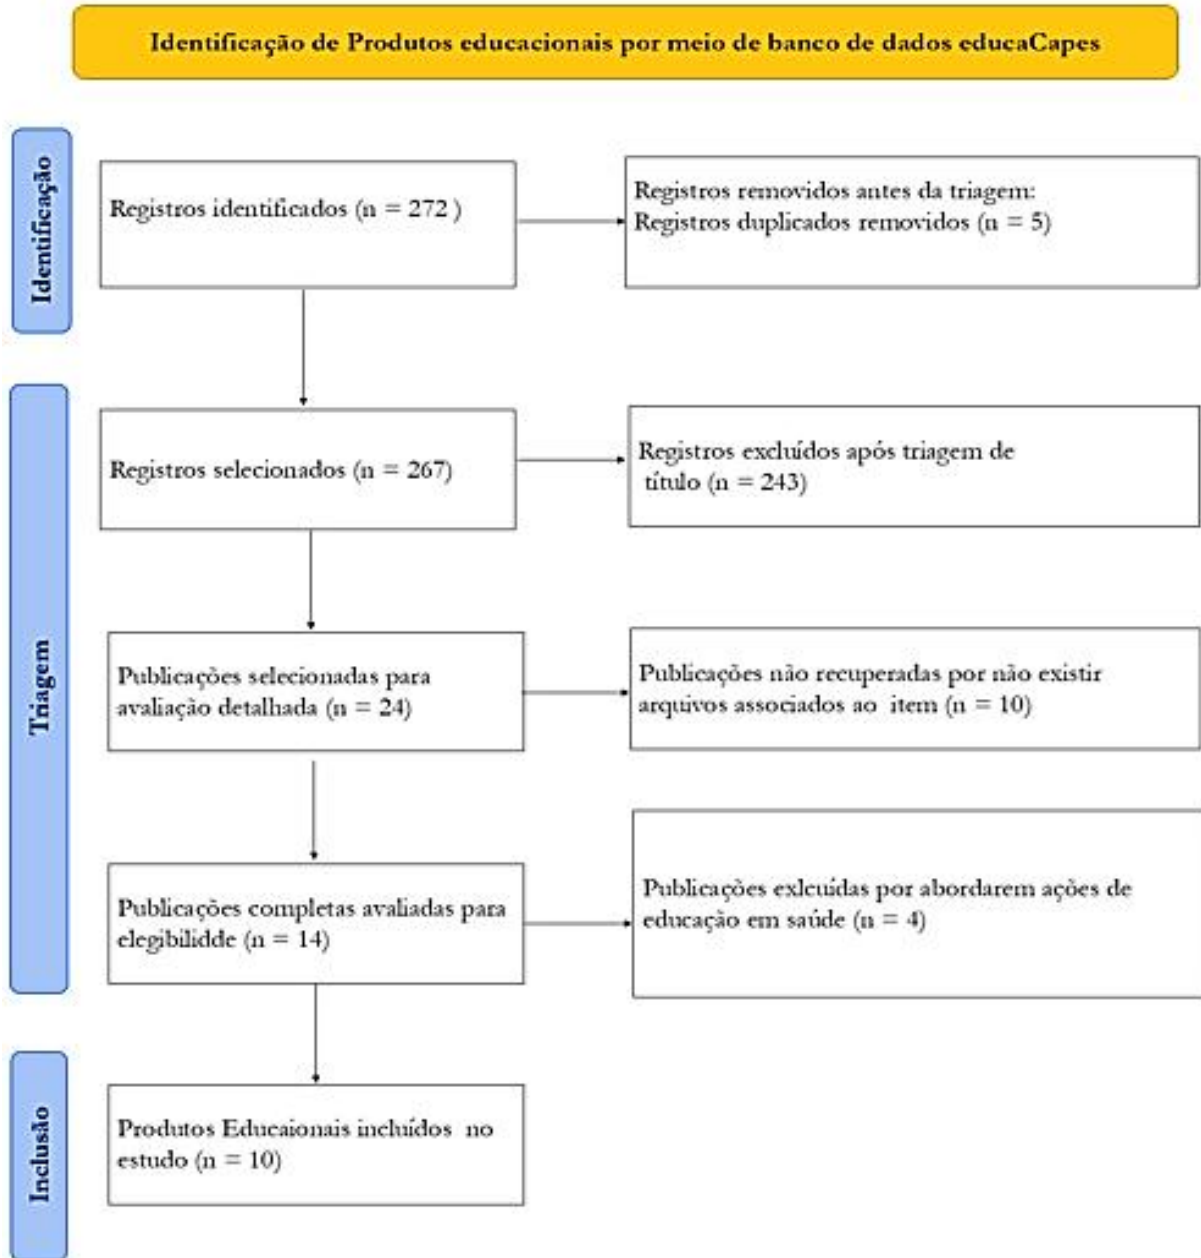 Identificação de Produtos educacionais por meio de banco de dados educaCapes
Identificação
Registros identificados (n = 272 )
Registros removidos antes da triagem:
Registros duplicados removidos (n = 5)
Triagem
Registros selecionados (n = 267)
Registros excluídos após triagem de
título (n = 243)
Publicações selecionadas para
avaliação detalhada (n = 24)
Publicações não recuperadas por não existir
arquivos associados ao item (n = 10)
Publicações completas avaliadas para
elegibilidde (n = 14)
Publicações exlcuídas por abordarem ações de
educação em saúde (n = 4)
Inclusão
Produtos Educaionais incluídos no
estudo (n = 10)